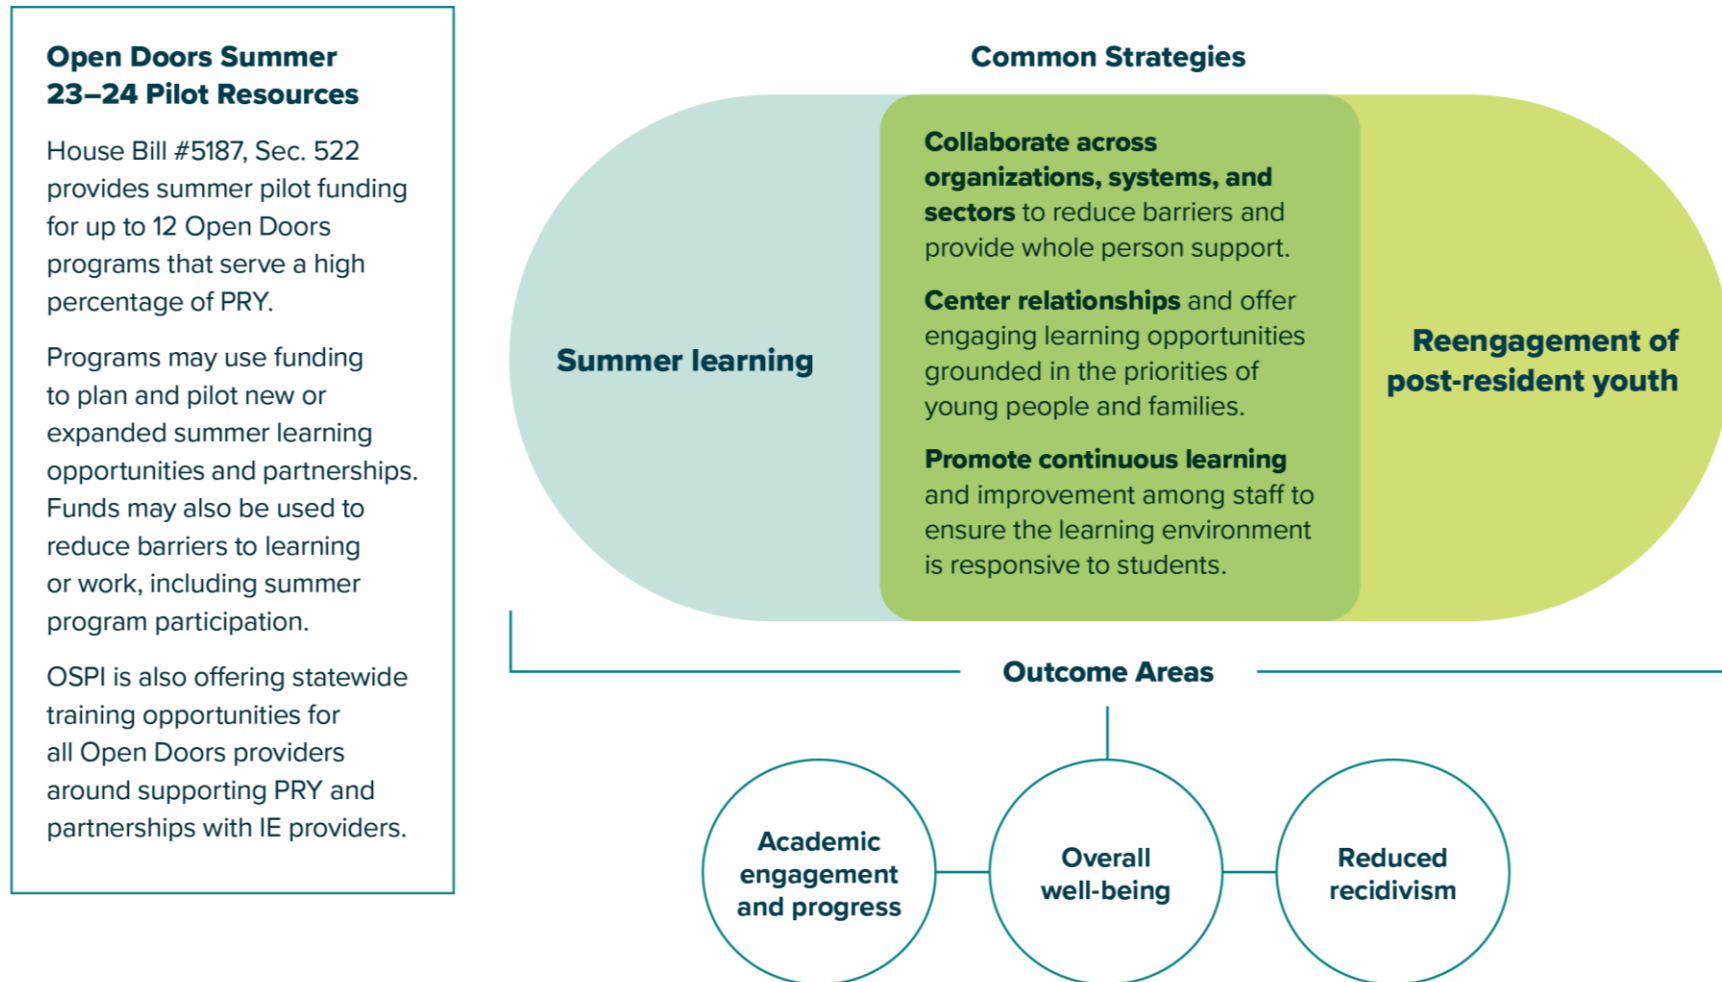 Open Doors Summer
23–24 Pilot Resources
House Bill #5187, Sec. 522
provides summer pilot funding
for up to 12 Open Doors
programs that serve a high
percentage of PRY.
Programs may use funding
to plan and pilot new or
expanded summer learning
opportunities and partnerships.
Funds may also be used to
reduce barriers to learning
or work, including summer
program participation.
OSPI is also offering statewide
training opportunities for
all Open Doors providers
around supporting PRY and
partnerships with IE providers.
Common Strategies
Summer learning
Collaborate across
organizations, systems, and
sectors to reduce barriers and
provide whole person support.
Center relationships and offer
engaging learning opportunities
grounded in the priorities of
young people and families.
Promote continuous learning
and improvement among staff to
ensure the learning environment
is responsive to students.
Reengagement of
post-resident youth
Outcome Areas
Academic
engagement
and progress
Overall
well-being
Reduced
recidivism